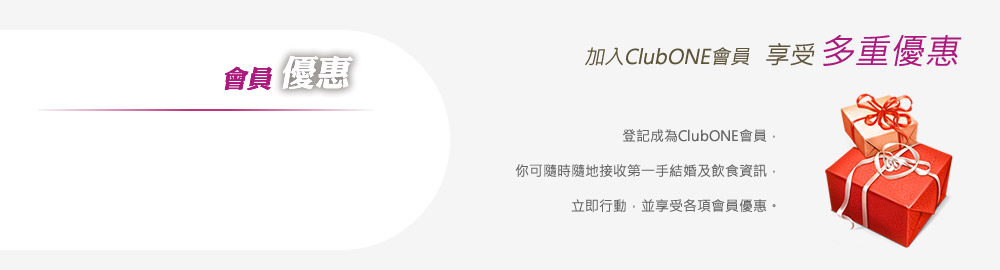 會員 優惠
加入ClubONE會員 享受 多重優惠
登記成為ClubONE會員，
你可隨時隨地接收第一手結婚及飲食資訊，
立即行動，並享受各項會員優惠。